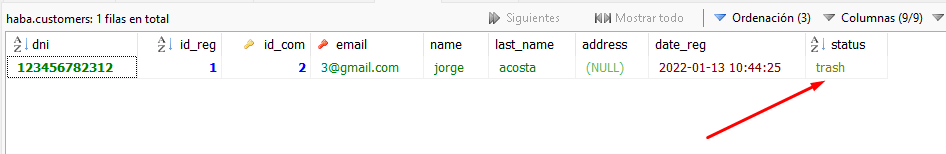 haba.customers: 1 filas en total
Siguientes Mostrar todo Ordenación (3) Columnas (9/9)
dni id_reg id_com email name last_name address date_reg status
123456782312 1 2 3@gmail.com jorge acosta (NULL) 2022-01-13 10:44:25 trash